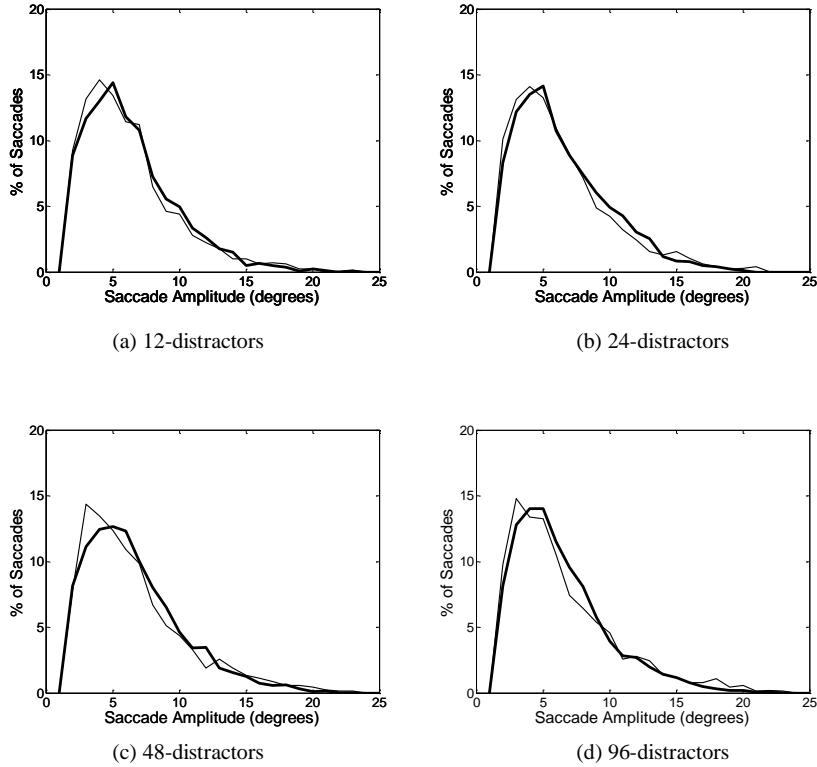 20
15
10
5
0
% of Saccades
0 5 10 15 20 25
Saccade Amplitude (degrees)
(a) 12-distractors
20
15
10
5
0
% of Saccades
0 5 10 15 20 25
Saccade Amplitude (degrees)
(b) 24-distractors
20
15
10
5
0
% of Saccades
0 5 10 15 20 25
Saccade Amplitude (degrees)
(c) 48-distractors
20
15
10
5
0
% of Saccades
0 5 10 15 20 25
Saccade Amplitude (degrees)
(d) 96-distractors